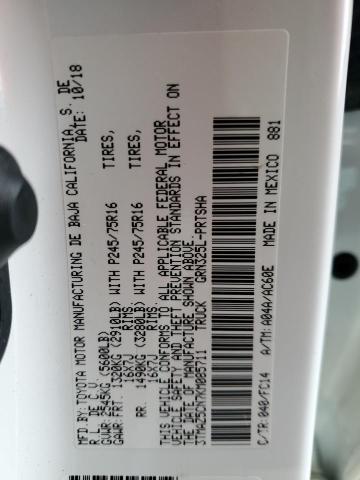 MFD.BY:TOYOTA MOTOR MANUFACTURING DE BAJA CALIFORNIA, S. DE
R.L. DE C.V. DATE: 10/18
GVWR: 2545KG (5600LB)
GAWR:FRT. 1320KG (2910LB) WITH P245/75R16 TIRES,
16X7J RIMS
RR. 1490KG (3280LB) WITH P245/75R16 TIRES,
16X7J RIMS.
VEHICLE CONFORMS TO ALL APPLICABLE FEDERAL MOTOR
VEHICLE SAFETY AND THEFT PREVENTION STANDARDS IN EFFECT ON
THE DATE OF MANUFACTURE SHOWN ABOVE.
3TMAZ5CN7KM085711 TRUCK GRN325L-PRTSHA
C/TR:040/FC14 A/TM:A04A/AC60E
MADE IN MEXICO 881